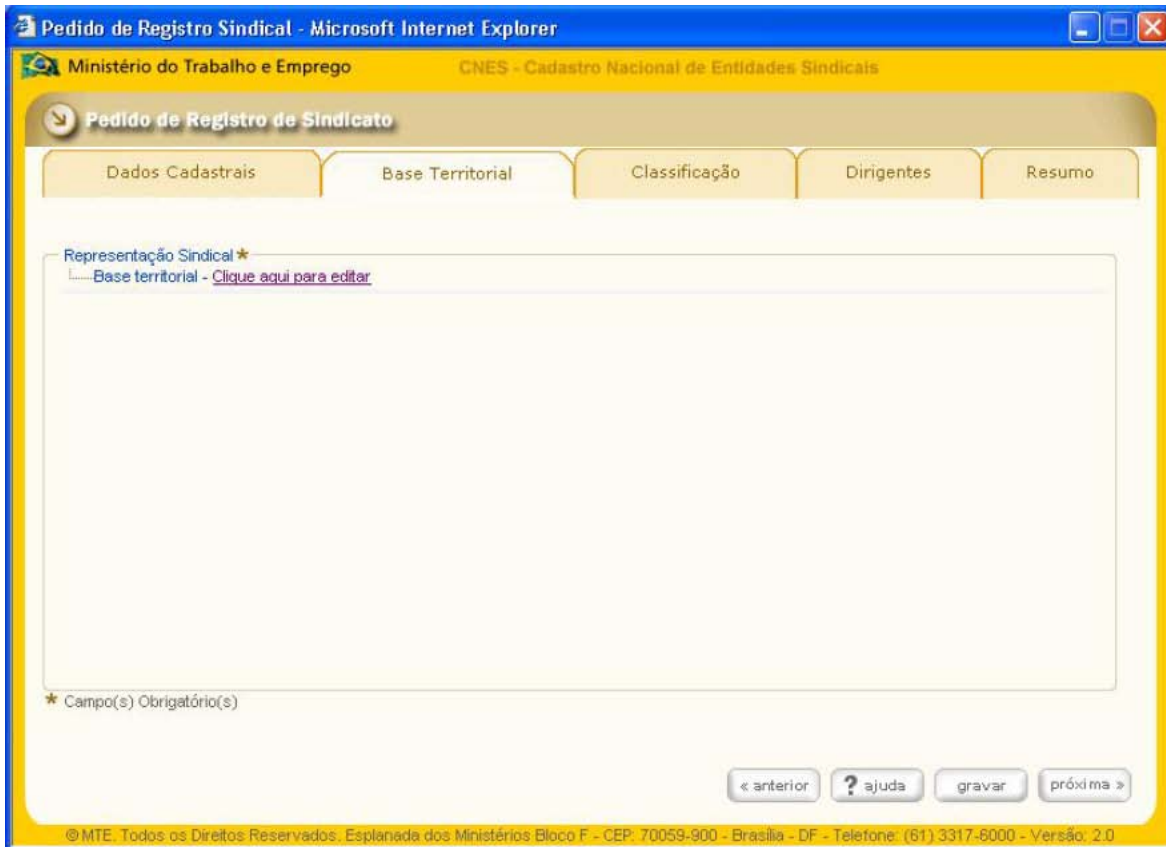 Pedido de Registro Sindical - Microsoft Internet Explorer
Ministério do Trabalho e Emprego CNES - Cadastro Nacional de Entidades Sindicais
Pedido de Registro de Sindicato
Dados Cadastrais Base Territorial Classificação Dirigentes Resumo
Representação Sindical *
Base territorial - Clique aqui para editar
* Campo(s) Obrigatório(s)
« anterior ? ajuda gravar próxima »
© MTE. Todos os Direitos Reservados. Esplanada dos Ministérios Bloco F - CEP: 70059-900 - Brasília - DF - Telefone: (61) 3317-6000 - Versão: 2.0